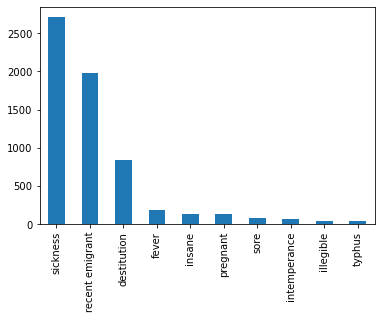 2500
2000
1500
1000
500
0
sickness
recent emigrant
destitution
fever
insane
pregnant
sore
intemperance
illegible
typhus